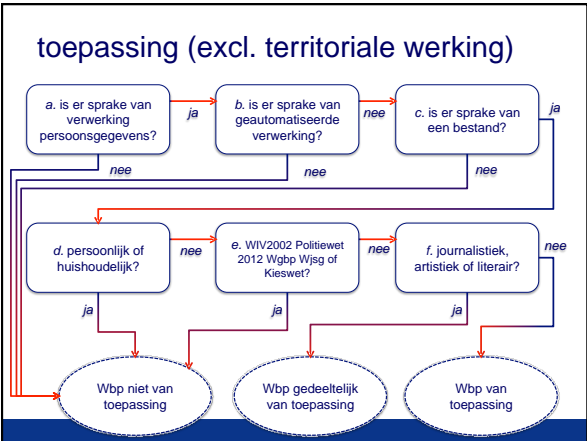 toepassing (excl. territoriale werking)
a. is er sprake van
verwerking
persoonsgegevens?
ja
b. is er sprake van
geautomatiseerde
verwerking?
nee
c. is er sprake van
een bestand?
ja
nee
nee
nee
d. persoonlijk of
huishoudelijk?
nee
e. WIV2002 Politiewet
2012 Wgbp Wjsg of
Kieswet?
nee
f. journalistiek,
artistiek of literair?
nee
ja
ja
ja
Wbp niet van
toepassing
Wbp gedeeltelijk
van toepassing
Wbp van
toepassing